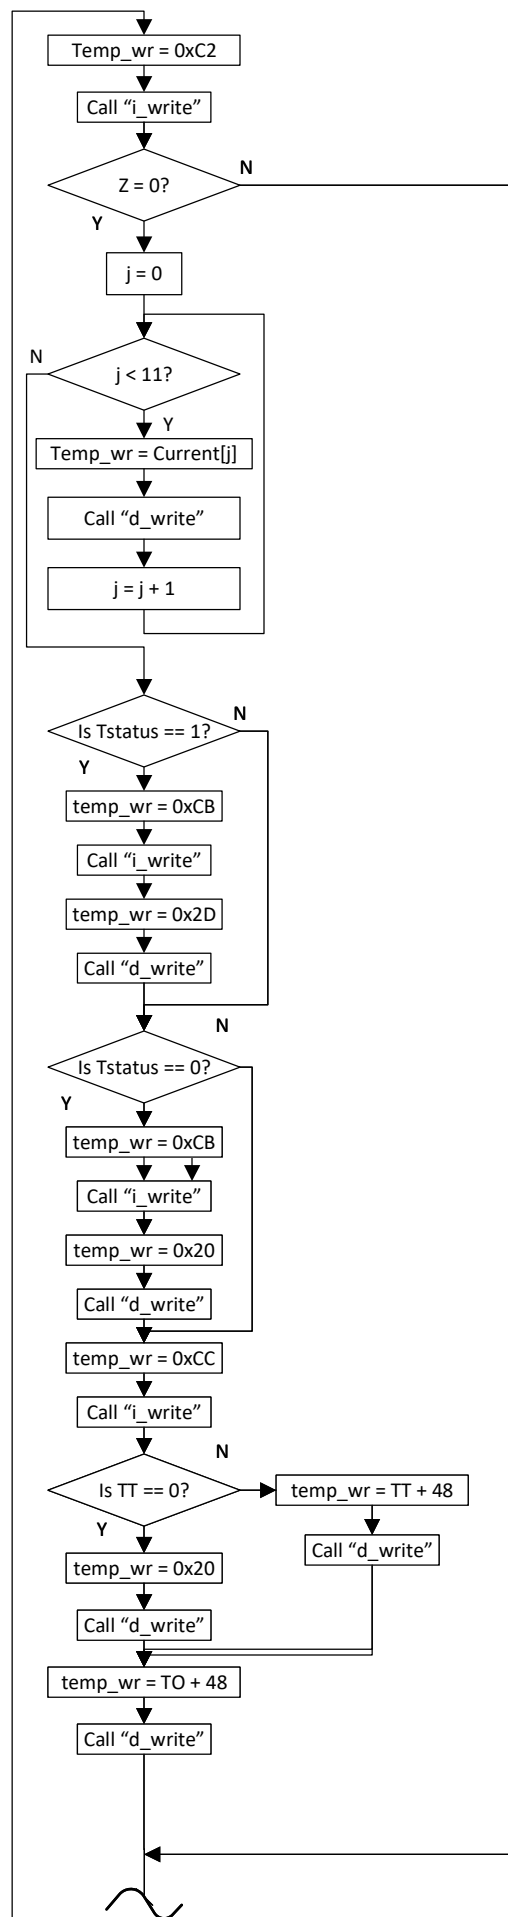 Temp_wr = 0xC2
Call “i_write”
N
Z = 0?
Y
j = 0
N
j < 11?
Y
Temp_wr = Current[j]
Call “d_write”
j = j + 1
N
Is Tstatus == 1?
Y
temp_wr = 0xCB
Call “i_write”
temp_wr = 0x2D
Call “d_write”
N
Is Tstatus == 0?
Y
temp_wr = 0xCB
Call “i_write”
temp_wr = 0x20
Call “d_write”
temp_wr = 0xCC
Call “i_write”
N
Is TT == 0?
temp_wr = TT + 48
Y
Call “d_write”
temp_wr = 0x20
Call “d_write”
temp_wr = TO + 48
Call “d_write”